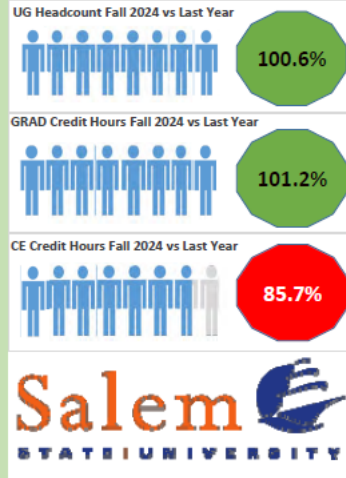 UG Headcount Fall 2024 vs Last Year
100.6%
GRAD Credit Hours Fall 2024 vs Last Year
101.2%
CE Credit Hours Fall 2024 vs Last Year
85.7%
Salem
STATE UNIVERSITY